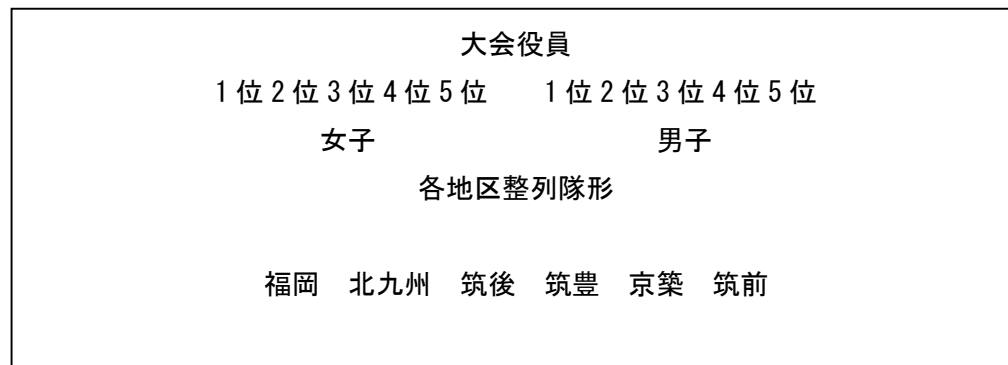 大会役員
1位2位3位4位5位　　1位2位3位4位5位
女子　　男子
各地区整列隊形
福岡　北九州　筑後　筑豊　京築　筑前